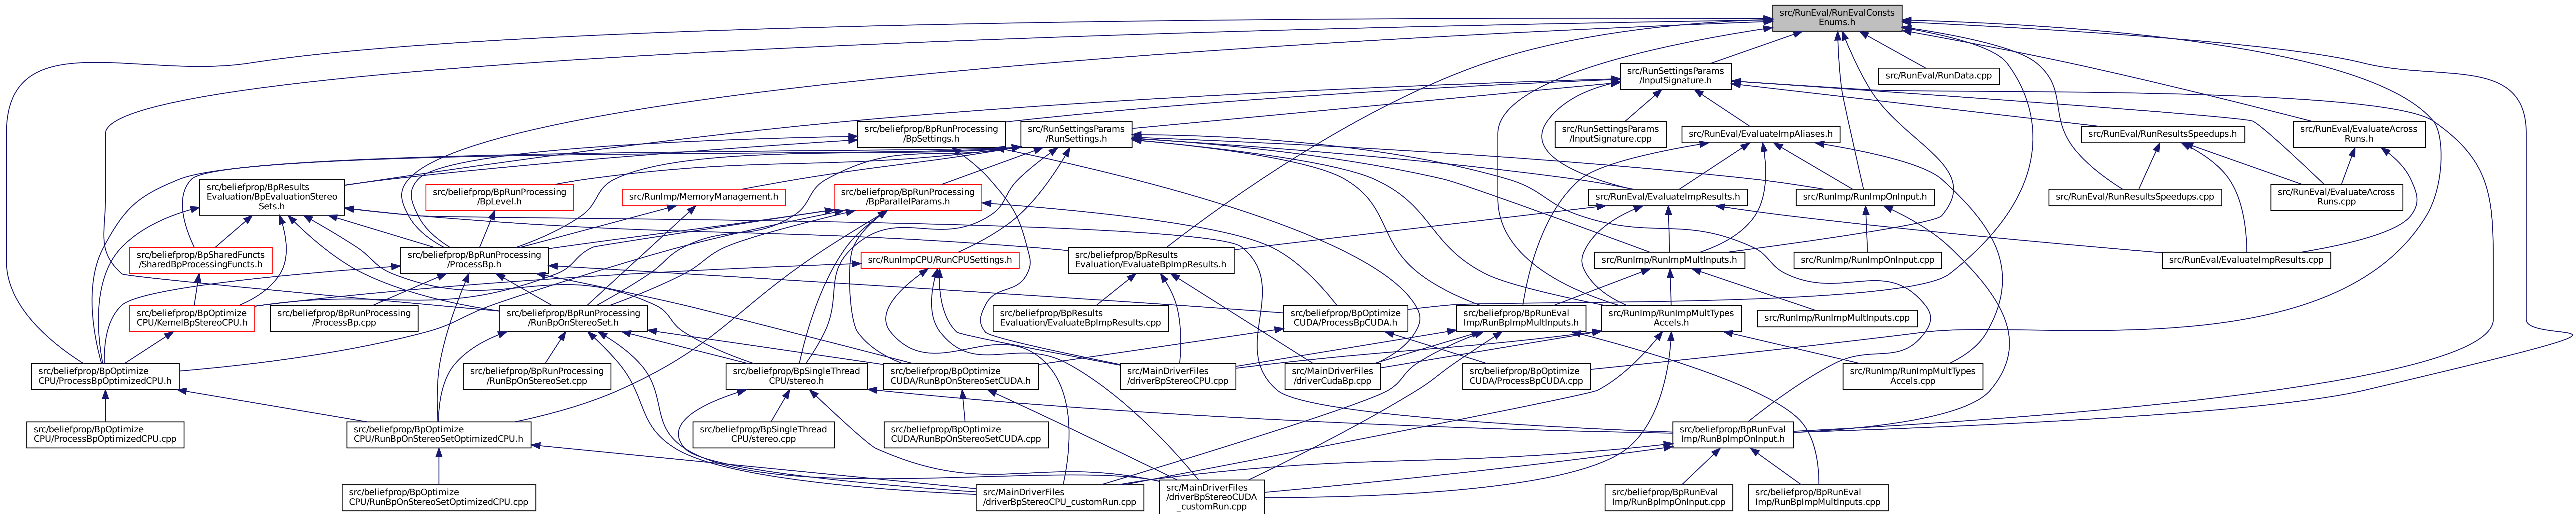 src/RunEval/RunEvalConsts
Enums.h
src/RunSettingsParams
/InputSignature.h
src/RunEval/RunData.cpp
src/beliefprop/BpRunProcessing
/BpSettings.h
src/RunSettingsParams
/RunSettings.h
src/RunSettingsParams
/InputSignature.cpp
src/RunEval/EvaluateImpAliases.h
src/RunEval/RunResultsSpeedups.h
src/RunEval/EvaluateAcross
Runs.h
src/beliefprop/BpResults
Evaluation/BpEvaluationStereo
Sets.h
src/beliefprop/BpRunProcessing
/BpLevel.h
src/RunImp/MemoryManagement.h
src/beliefprop/BpRunProcessing
/BpParallelParams.h
src/RunEval/EvaluateImpResults.h
src/RunImp/RunImpOnInput.h
src/RunEval/RunResultsSpeedups.cpp
src/RunEval/EvaluateAcross
Runs.cpp
src/beliefprop/BpSharedFuncts
/SharedBpProcessingFuncts.h
src/beliefprop/BpRunProcessing
/ProcessBp.h
src/RunImpCPU/RunCPUSettings.h
src/beliefprop/BpResults
Evaluation/EvaluateBpImpResults.h
src/RunImp/RunImpMultInputs.h
src/RunImp/RunImpOnInput.cpp
src/RunEval/EvaluateImpResults.cpp
src/beliefprop/BpOptimize
CPU/KernelBpStereoCPU.h
src/beliefprop/BpRunProcessing
/ProcessBp.cpp
src/beliefprop/BpRunProcessing
/RunBpOnStereoSet.h
src/beliefprop/BpResults
Evaluation/EvaluateBpImpResults.cpp
src/beliefprop/BpOptimize
CUDA/ProcessBpCUDA.h
src/beliefprop/BpRunEval
Imp/RunBpImpMultInputs.h
src/RunImp/RunImpMultTypes
Accels.h
src/RunImp/RunImpMultInputs.cpp
src/beliefprop/BpOptimize
CPU/ProcessBpOptimizedCPU.h
src/beliefprop/BpRunProcessing
/RunBpOnStereoSet.cpp
src/beliefprop/BpSingleThread
CPU/stereo.h
src/beliefprop/BpOptimize
CUDA/RunBpOnStereoSetCUDA.h
src/MainDriverFiles
/driverBpStereoCPU.cpp
src/MainDriverFiles
/driverCudaBp.cpp
src/beliefprop/BpOptimize
CUDA/ProcessBpCUDA.cpp
src/RunImp/RunImpMultTypes
Accels.cpp
src/beliefprop/BpOptimize
CPU/ProcessBpOptimizedCPU.cpp
src/beliefprop/BpOptimize
CPU/RunBpOnStereoSetOptimizedCPU.h
src/beliefprop/BpSingleThread
CPU/stereo.cpp
src/beliefprop/BpOptimize
CUDA/RunBpOnStereoSetCUDA.cpp
src/beliefprop/BpRunEval
Imp/RunBpImpOnInput.h
src/beliefprop/BpOptimize
CPU/RunBpOnStereoSetOptimizedCPU.cpp
src/MainDriverFiles
/driverBpStereoCPU_customRun.cpp
src/MainDriverFiles
/driverBpStereoCUDA
_customRun.cpp
src/beliefprop/BpRunEval
Imp/RunBpImpOnInput.cpp
src/beliefprop/BpRunEval
Imp/RunBpImpMultInputs.cpp